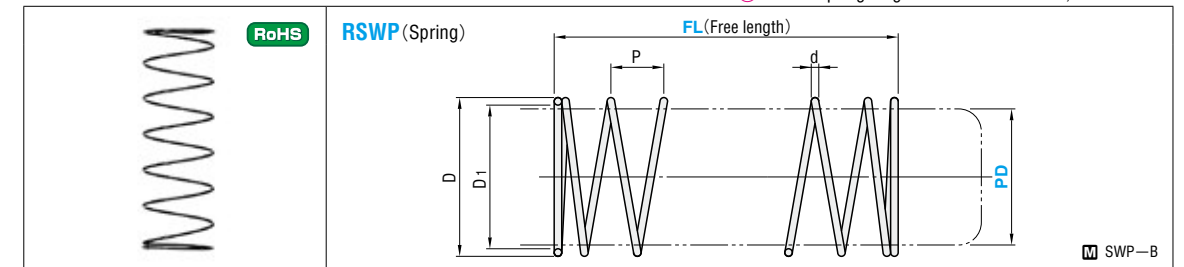 RoHS
RSWP(Spring)
FL(Free length)
P
d
D
D1
PD
M SWP—B